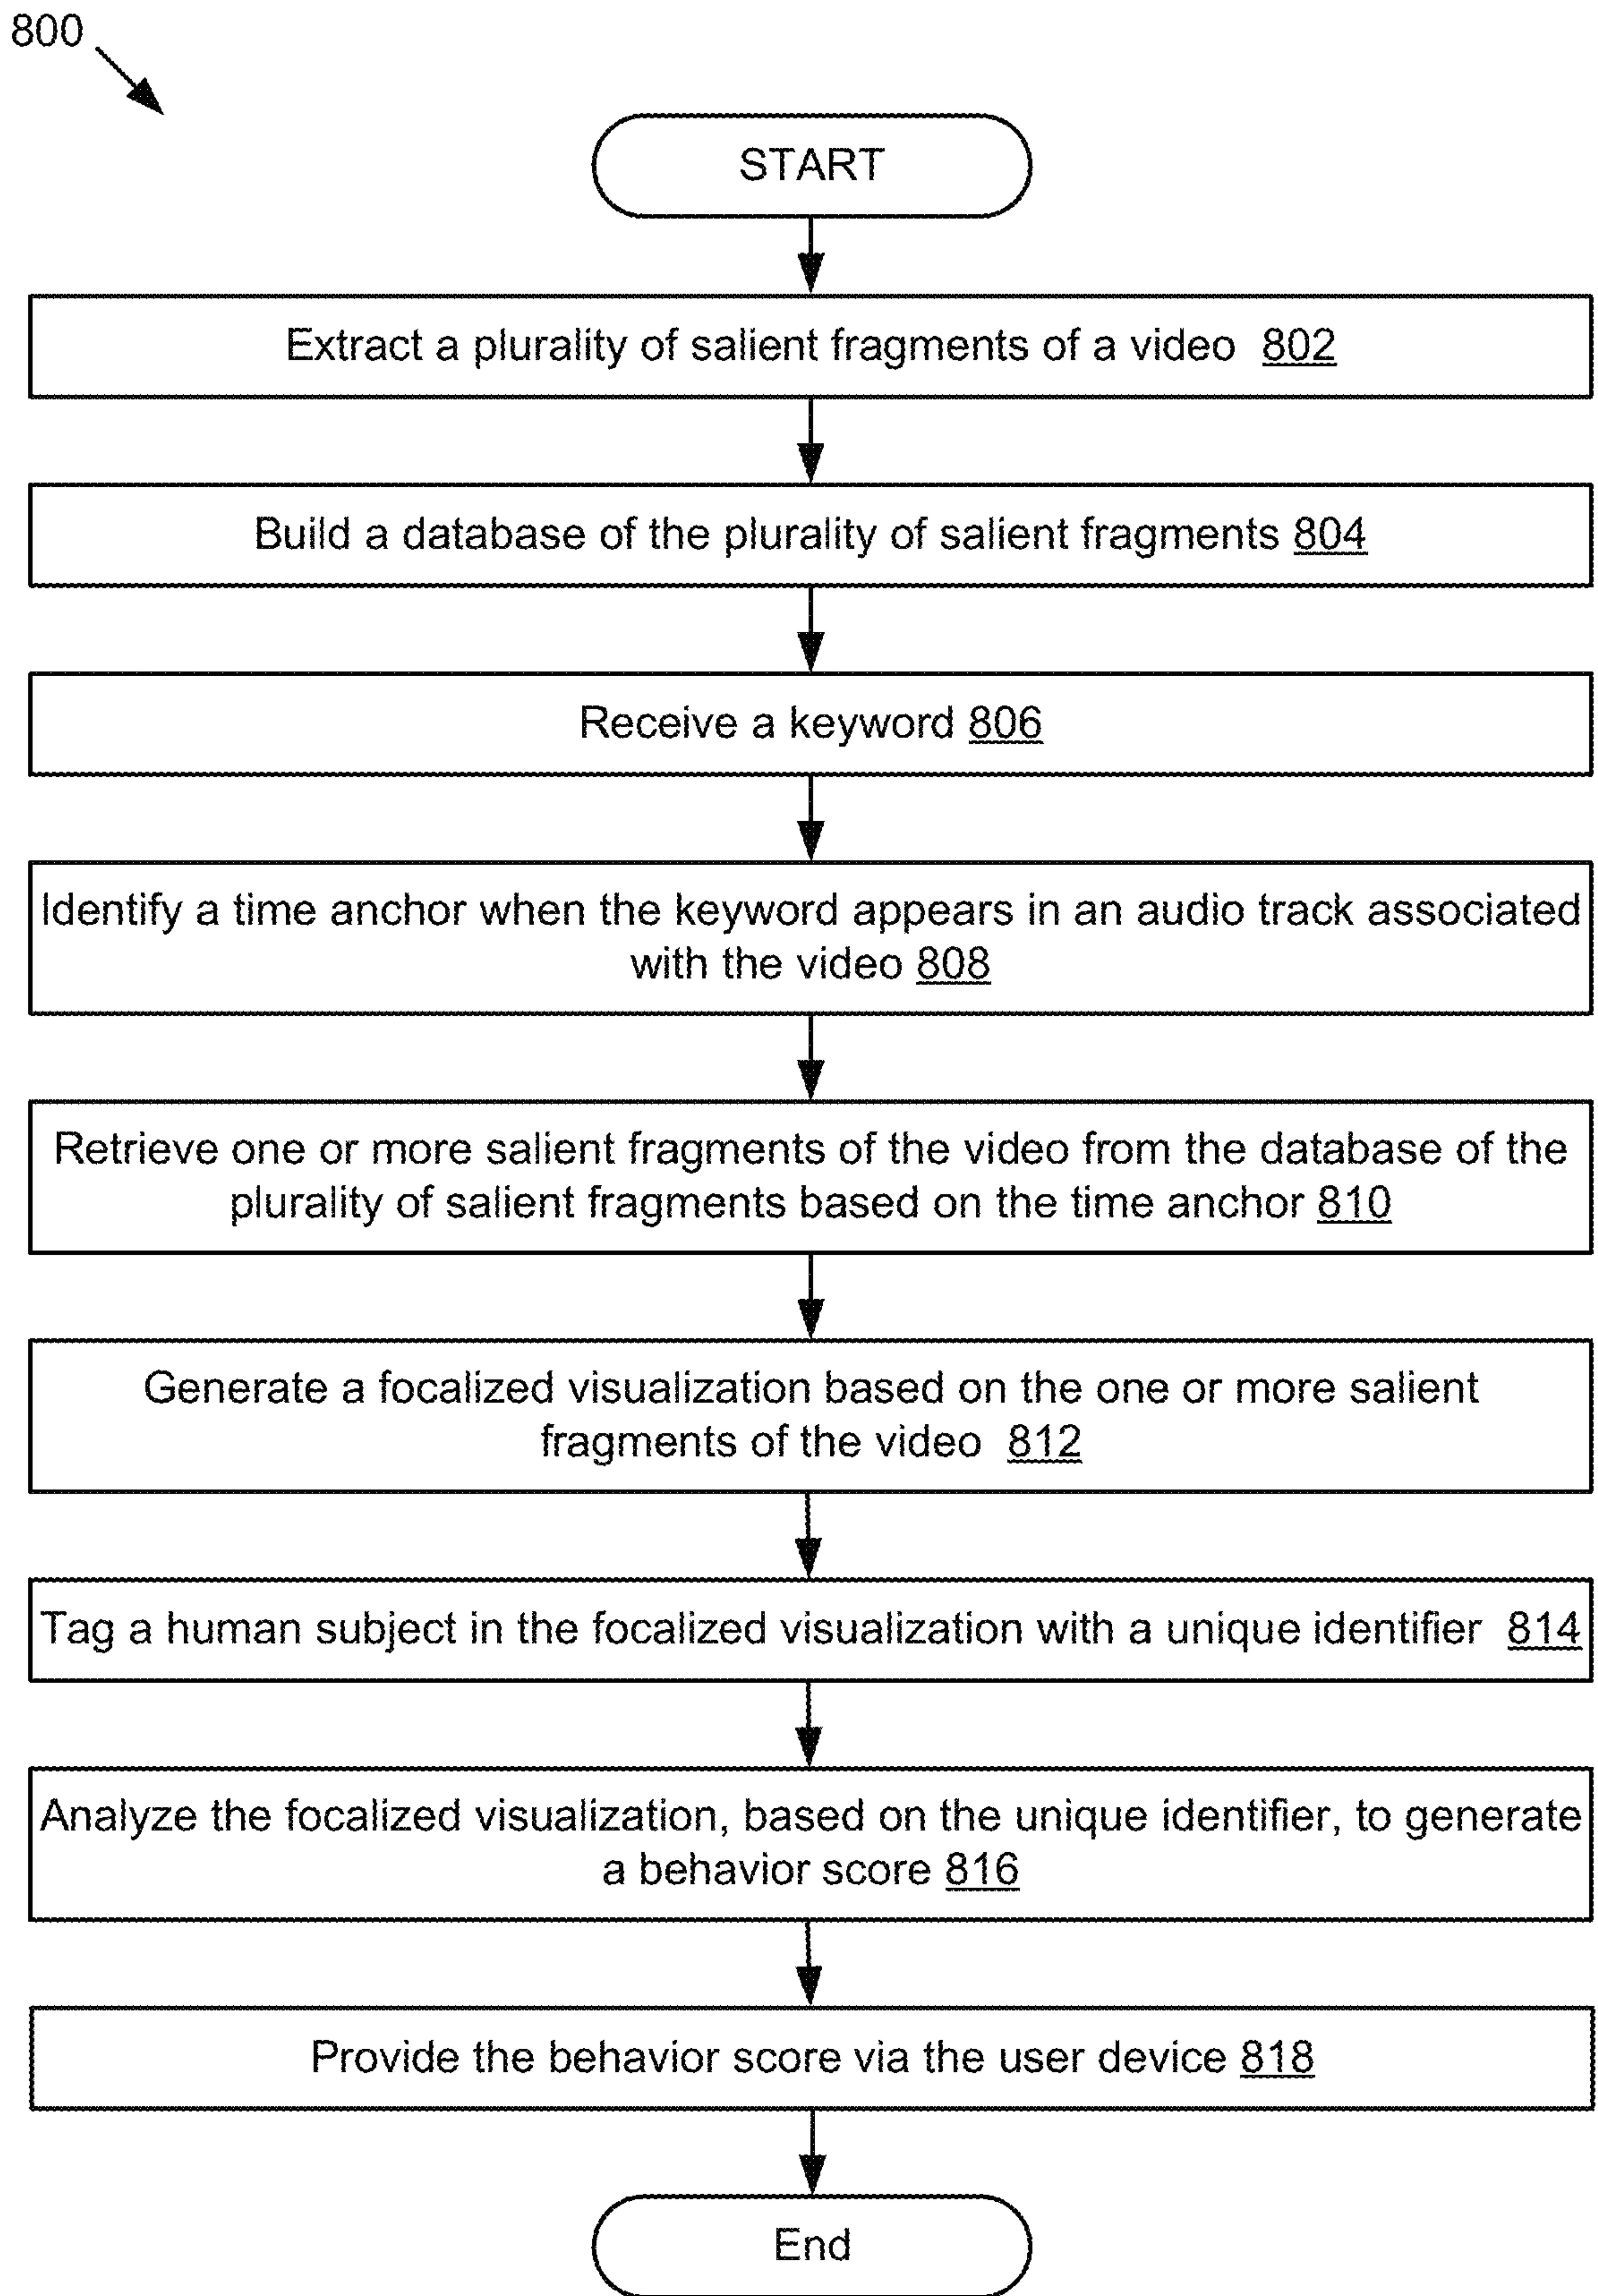 800
START
Extract a plurality of salient fragments of a video 802
Build a database of the plurality of salient fragments 804
Receive a keyword 806
Identify a time anchor when the keyword appears in an audio track associated
with the video 808
Retrieve one or more salient fragments of the video from the database of the
plurality of salient fragments based on the time anchor 810
Generate a focalized visualization based on the one or more salient
fragments of the video 812
Tag a human subject in the focalized visualization with a unique identifier 814
Analyze the focalized visualization, based on the unique identifier, to generate
a behavior score 816
Provide the behavior score via the user device 818
End